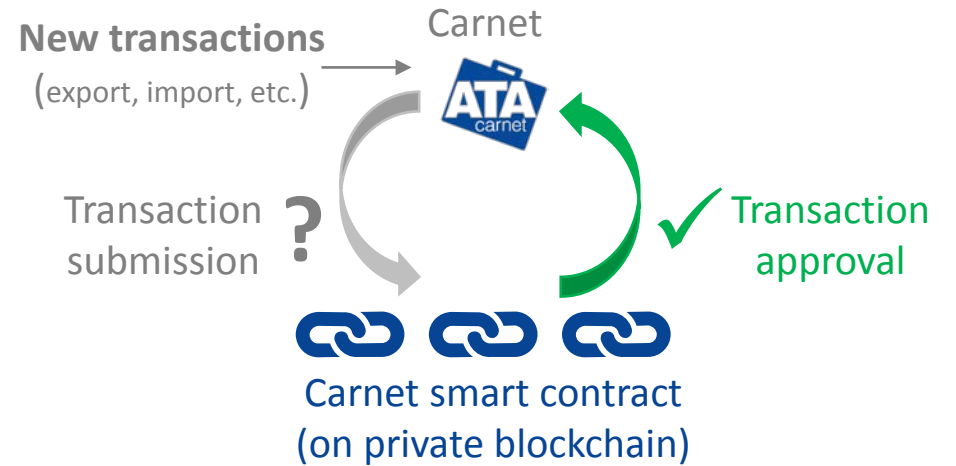 New transactions
(export, import, etc.)
Carnet
ATA
carnet
Transaction
submission
?
Transaction
approval
Carnet smart contract
(on private blockchain)